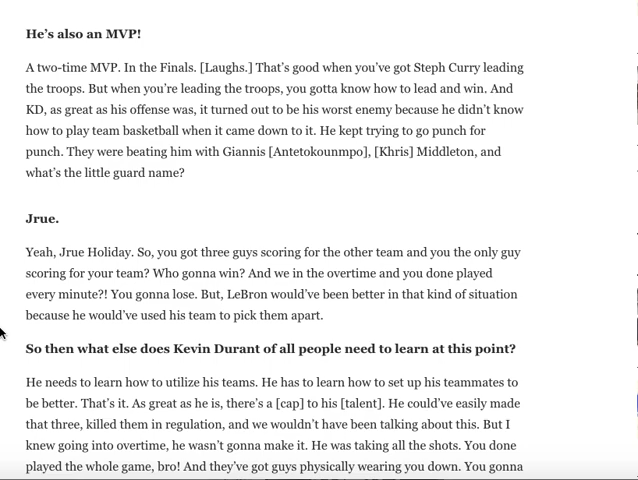 He’s also an MVP!
A two-time MVP. In the Finals. [Laughs.] That’s good when you’ve got Steph Curry leading
the troops. But when you’re leading the troops, you gotta know how to lead and win. And
KD, as great as his offense was, it turned out to be his worst enemy because he didn’t know
how to play team basketball when it came down to it. He kept trying to go punch for
punch. They were beating him with Giannis [Antetokounmpo], [Khris] Middleton, and
what’s the little guard name?
Jrue.
Yeah, Jrue Holiday. So, you got three guys scoring for the other team and you the only guy
scoring for your team? Who gonna win? And we in the overtime and you done played
every minute?! You gonna lose. But, LeBron would’ve been better in that kind of situation
because he would’ve used his team to pick them apart.
So then what else does Kevin Durant of all people need to learn at this point?
He needs to learn how to utilize his teams. He has to learn how to set up his teammates to
be better. That’s it. As great as he is, there’s a [cap] to his [talent]. He could’ve easily made
that three, killed them in regulation, and we wouldn’t have been talking about this. But I
knew going into overtime, he wasn’t gonna make it. He was taking all the shots. You done
played the whole game, bro! And they’ve got guys physically wearing you down. You gonna